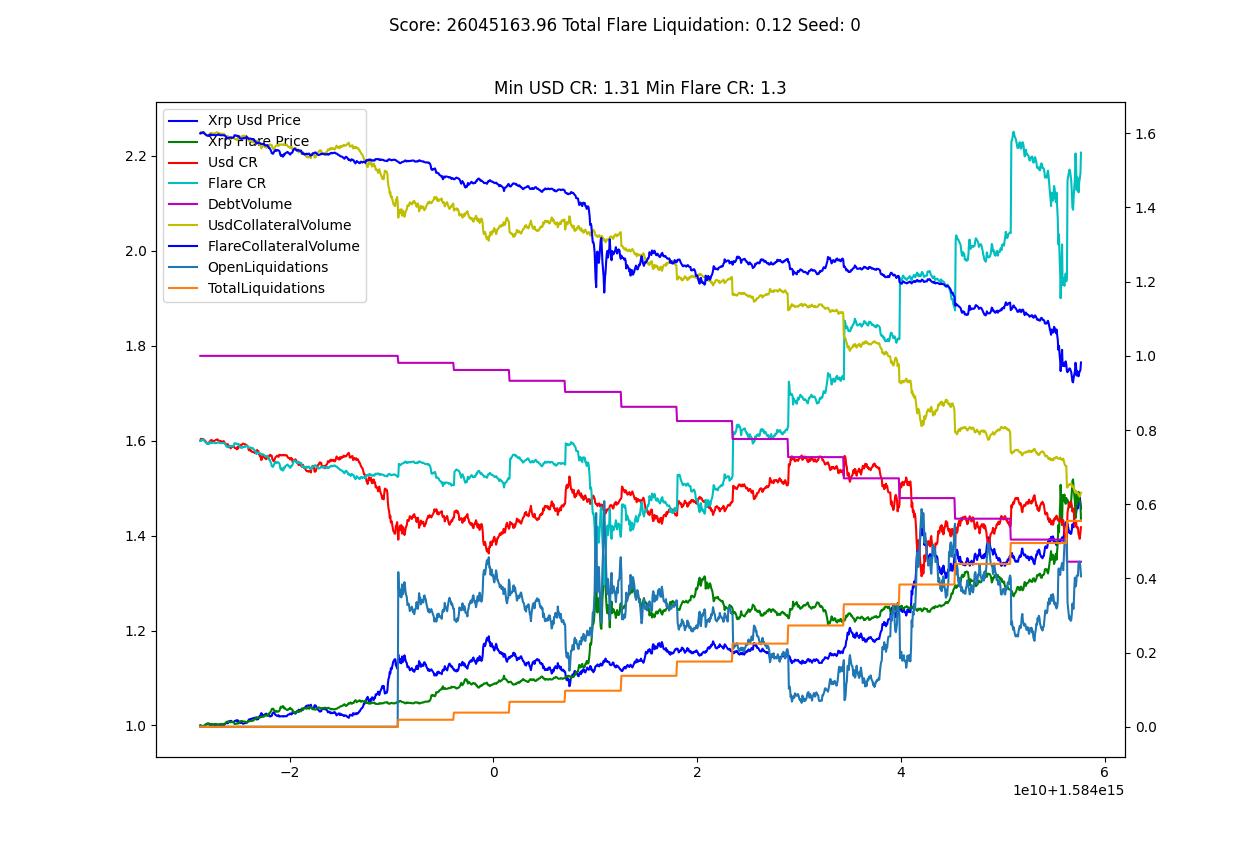 Score: 26045163.96 Total Flare Liquidation: 0.12 Seed: 0
Min USD CR: 1.31 Min Flare CR: 1.3
Xrp Usd Price
Xrp Flare Price
Usd CR
Flare CR
DebtVolume
UsdCollateralVolume
FlareCollateralVolume
OpenLiquidations
TotalLiquidations
2.2
2.0
1.8
1.6
1.4
1.2
1.0
1.6
1.4
1.2
1.0
0.8
0.6
0.4
0.2
0.0
−2 0 2 4 6
1e10+1.584e15